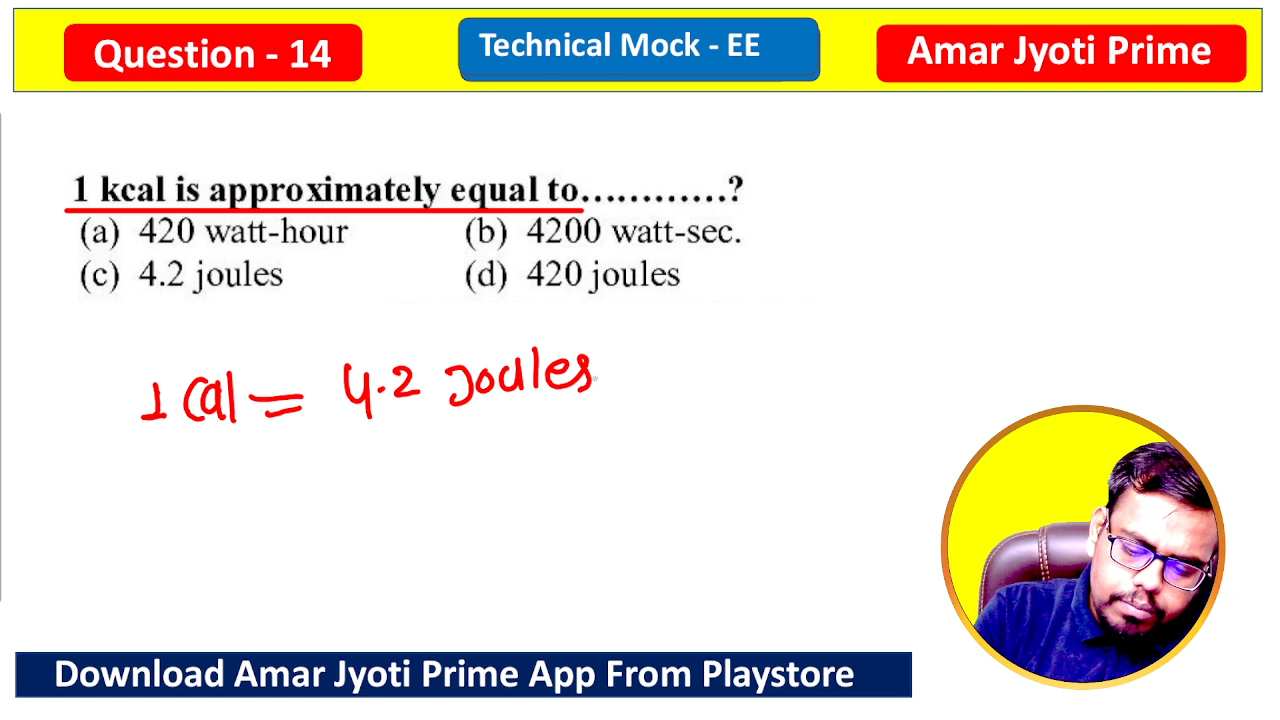 Question - 14
Technical Mock - EE
Amar Jyoti Prime
1 kcal is approximately equal to............?
(a) 420 watt-hour (b) 4200 watt-sec.
(c) 4.2 joules (d) 420 joules
1 Cal = 4.2 joules
Download Amar Jyoti Prime App From Playstore